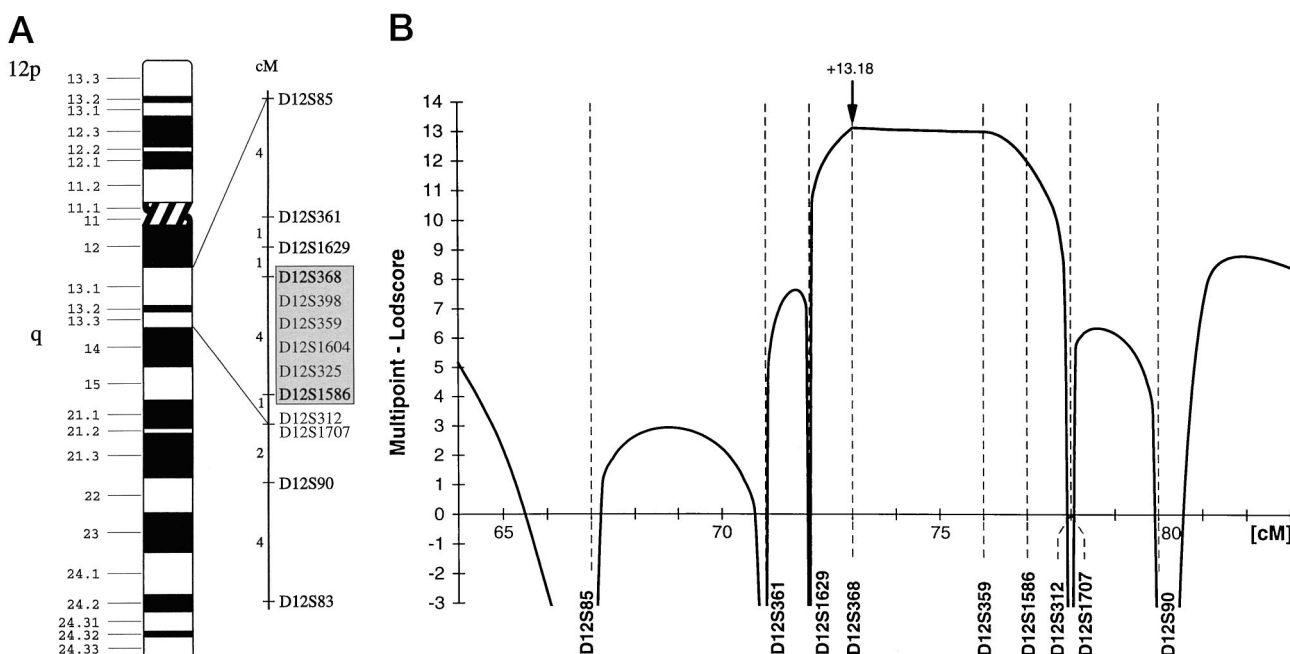 A
12p
13.3
13.2
13.1
12.3
12.2
12.1
11.2
11.1
11
12
13.1
13.2
13.3
q
14
15
21.1
21.2
21.3
22
23
24.1
24.2
24.31
24.32
24.33
cM
D12S85
4
D12S361
1
D12S1629
1
D12S368
D12S398
D12S359
4
D12S1604
D12S325
D12S1586
1
D12S312
D12S1707
2
D12S90
4
D12S83
B
+13.18
Multipoint - Lodscore
14
13
12
11
10
9
8
7
6
5
4
3
2
1
0
-1
-2
-3
65
70
75
80
[cM]
D12S85
D12S361
D12S1629
D12S368
D12S359
D12S1586
D12S312
D12S1707
D12S90